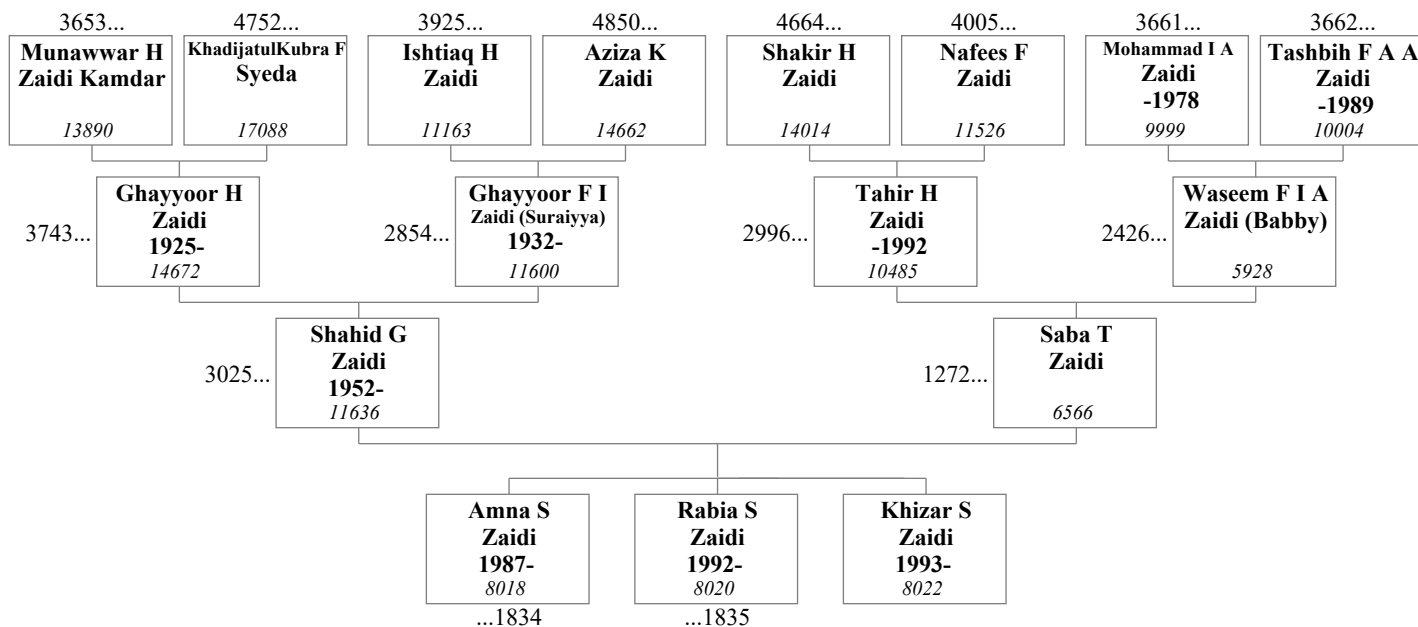 3653...
4752...
3925...
4850...
4664...
4005...
3661...
3662...
Munawwar H
Zaidi Kamdar
13890
KhadijatulKubra F
Syeda
17088
Ishtiaq H
Zaidi
11163
Aziza K
Zaidi
14662
Shakir H
Zaidi
14014
Nafees F
Zaidi
11526
Mohammad I A
Zaidi
-1978
9999
Tashbih F A A
Zaidi
-1989
10004
3743...
Ghayyoor H
Zaidi
1925-
14672
2854...
Ghayyoor F I
Zaidi (Suraiyya)
1932-
11600
2996...
Tahir H
Zaidi
-1992
10485
2426...
Waseem F I A
Zaidi (Babby)
5928
3025...
Shahid G
Zaidi
1952-
11636
1272...
Saba T
Zaidi
6566
Amna S
Zaidi
1987-
8018
...1834
Rabia S
Zaidi
1992-
8020
...1835
Khizar S
Zaidi
1993-
8022